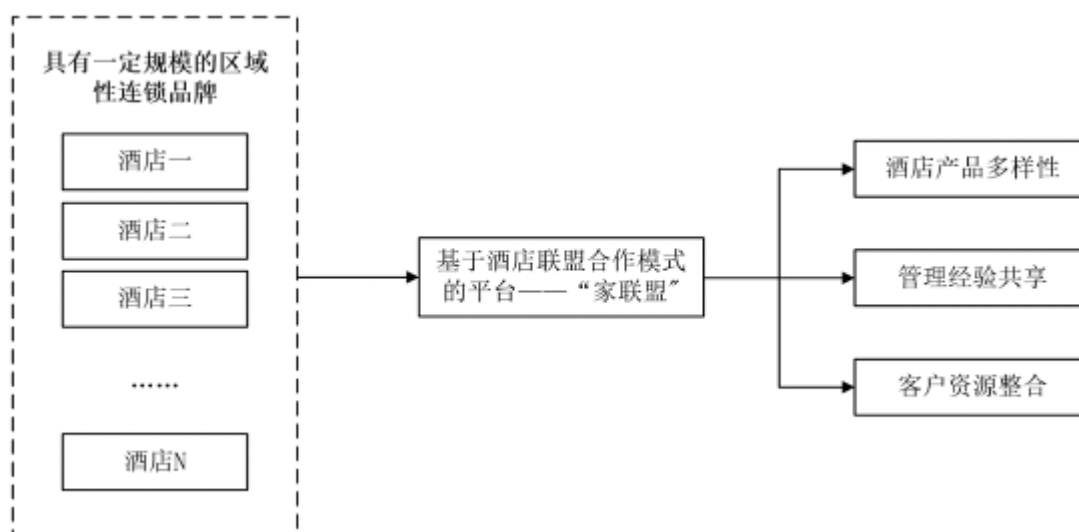 具有一定规模的区域
性连锁品牌
酒店一
酒店二
酒店三
……
酒店N
基于酒店联盟合作模式
的平台——“家联盟"
酒店产品多样性
管理经验共享
客户资源整合